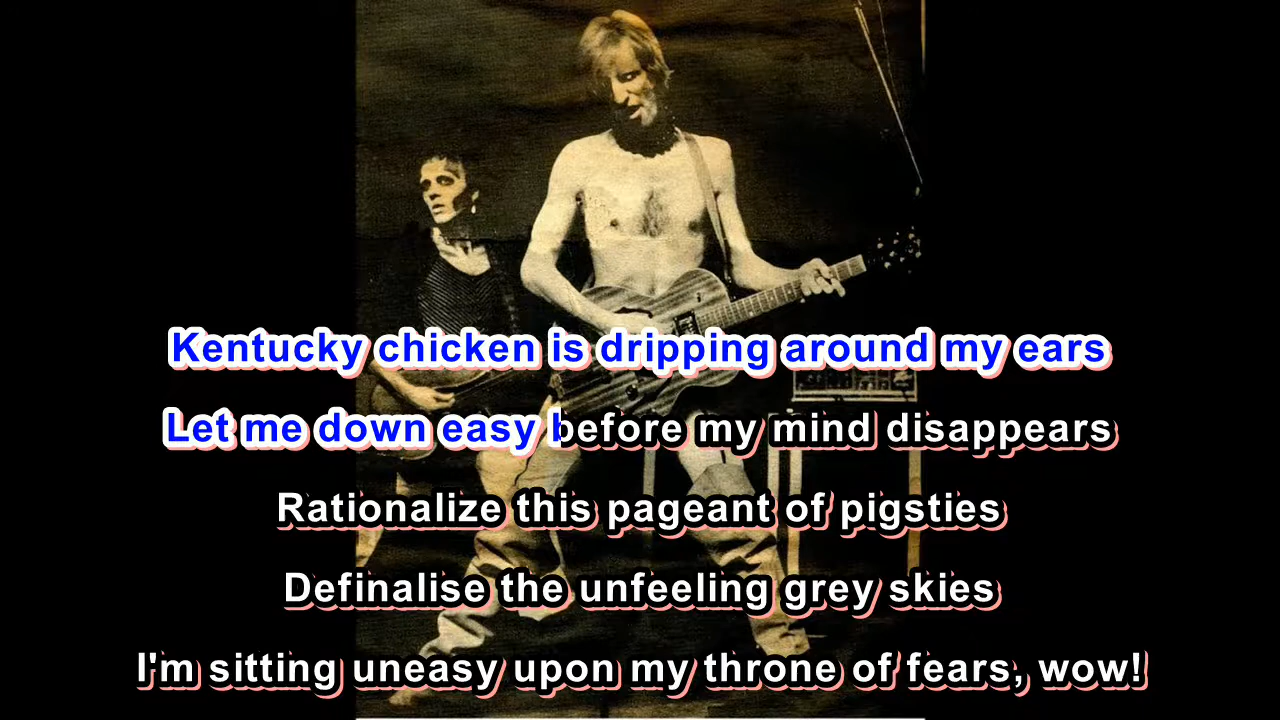 Kentucky chicken is dripping around my ears
Let me down easy before my mind disappears
Rationalize this pageant of pigsties
Definalise the unfeeling grey skies
I'm sitting uneasy upon my throne of fears, wow!